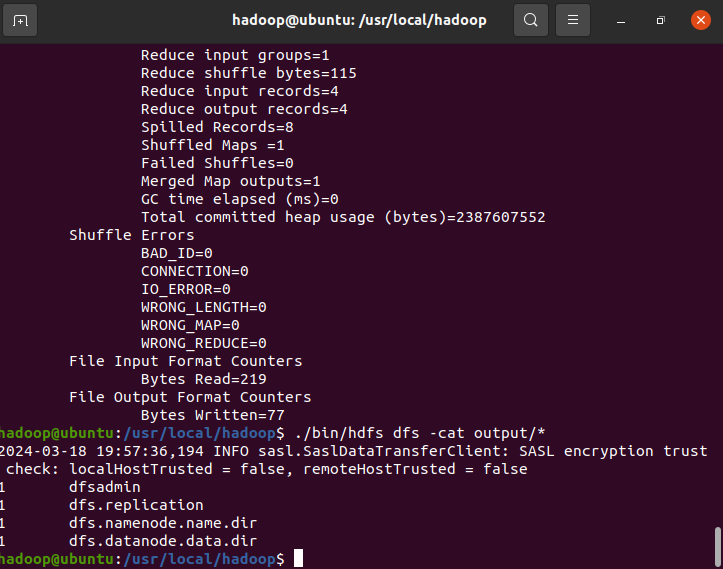 hadoop@ubuntu: /usr/local/hadoop
Reduce input groups=1
Reduce shuffle bytes=115
Reduce input records=4
Reduce output records=4
Spilled Records=8
Shuffled Maps =1
Failed Shuffles=0
Merged Map outputs=1
GC time elapsed (ms)=0
Total committed heap usage (bytes)=2387607552
Shuffle Errors
BAD_ID=0
CONNECTION=0
IO_ERROR=0
WRONG_LENGTH=0
WRONG_MAP=0
WRONG_REDUCE=0
File Input Format Counters
Bytes Read=219
File Output Format Counters
Bytes Written=77
hadoop@ubuntu:/usr/local/hadoop$ ./bin/hdfs dfs -cat output/*
2024-03-18 19:57:36,194 INFO sasl.SaslDataTransferClient: SASL encryption trust
check: localHostTrusted = false, remoteHostTrusted = false
1 dfsadmin
1 dfs.replication
1 dfs.namenode.name.dir
1 dfs.datanode.data.dir
hadoop@ubuntu:/usr/local/hadoop$